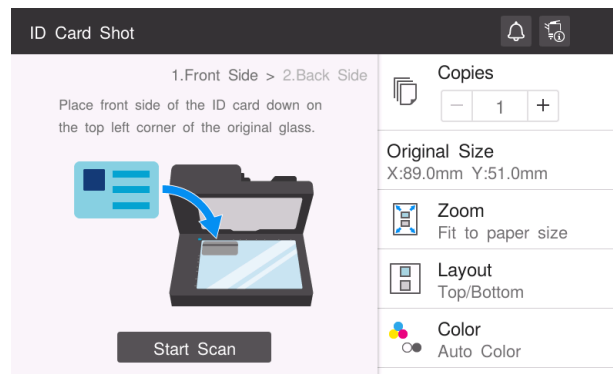 ID Card Shot
1.Front Side > 2.Back Side
Place front side of the ID card down on
the top left corner of the original glass.
Start Scan
Copies
1
Original Size
X:89.0mm Y:51.0mm
Zoom
Fit to paper size
Layout
Top/Bottom
Color
Auto Color